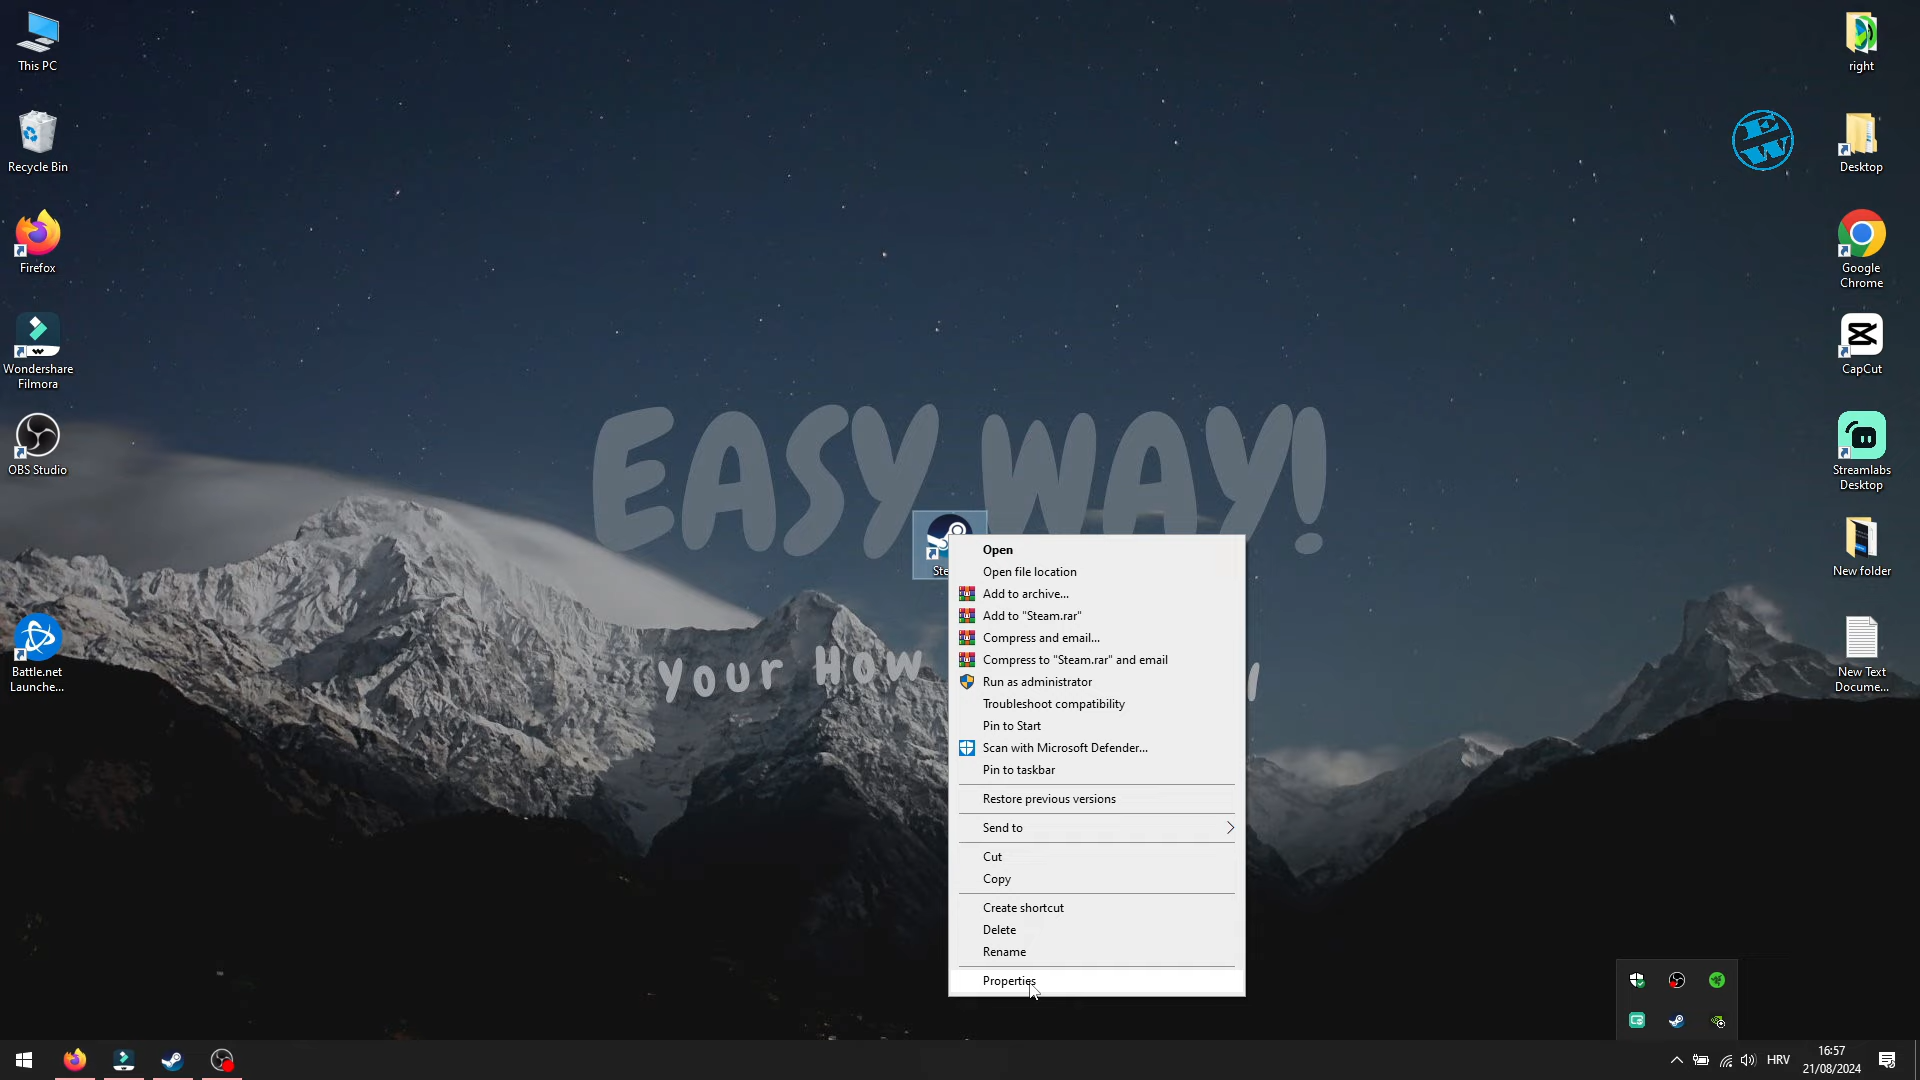 This PC
Recycle Bin
Firefox
Wondershare
Filmora
OBS Studio
Battle.net
Launche...
right
Desktop
Google
Chrome
CapCut
Streamlabs
Desktop
New folder
New Text
Docume...
EW
EASY WAY!
Your How
Ste
Open
Open file location
Add to archive...
Add to "Steam.rar"
Compress and email...
Compress to "Steam.rar" and email
Run as administrator
Troubleshoot compatibility
Pin to Start
Scan with Microsoft Defender...
Pin to taskbar
Restore previous versions
Send to
Cut
Copy
Create shortcut
Delete
Rename
Properties
HRV
16:57
21/08/2024